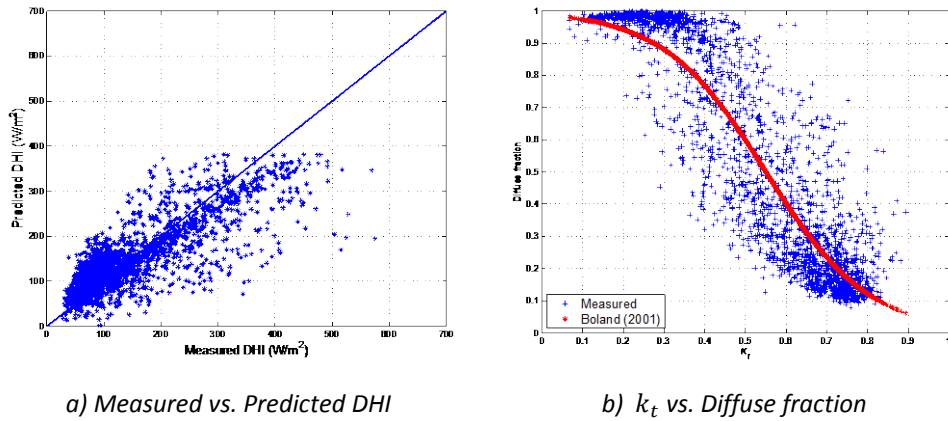 700
600
500
400
300
200
100
0
0 100 200 300 400 500 600 700
Predicted DHI (W/m²)
Measured DHI (W/m²)
1
0.9
0.8
0.7
0.6
0.5
0.4
0.3
0.2
0.1
0
0 0.1 0.2 0.3 0.4 0.5 0.6 0.7 0.8 0.9 1
Diffuse fraction
Measured
Boland (2001)
κt
a) Measured vs. Predicted DHI
b) kt vs. Diffuse fraction